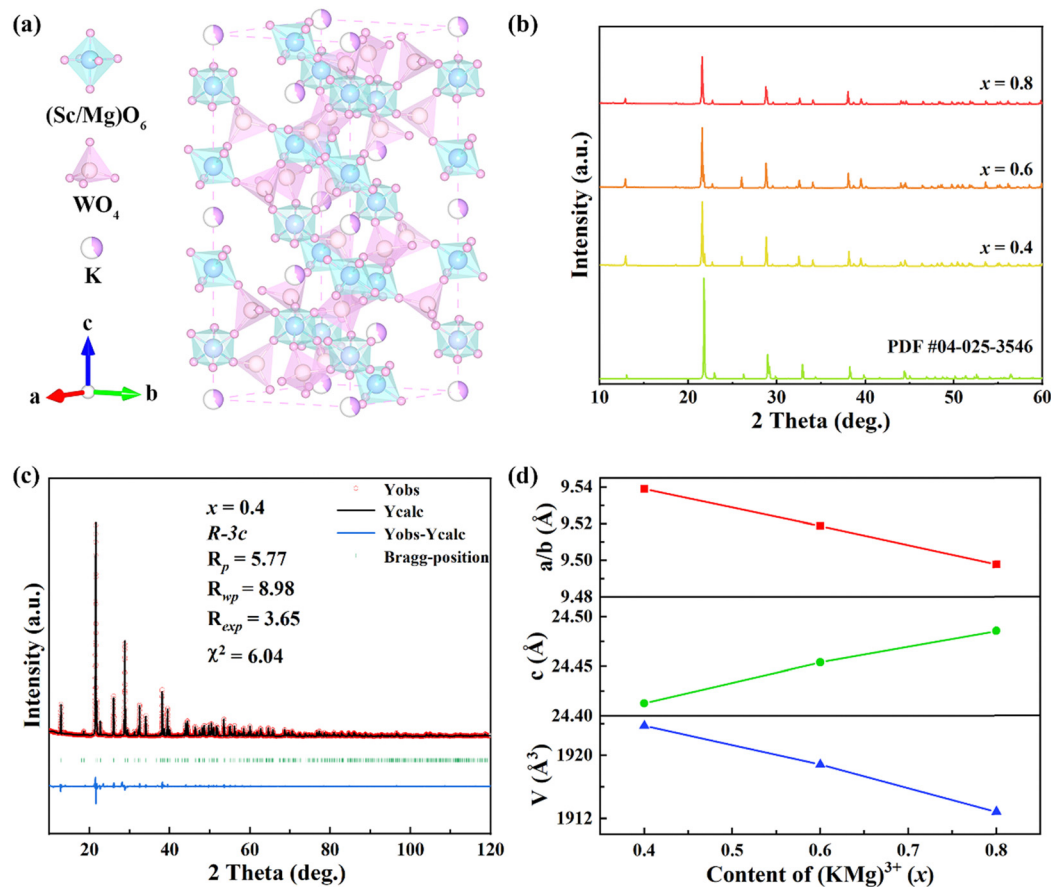 (a)
(Sc/Mg)O6
WO4
K
c
a
b
(b)
x = 0.8
x = 0.6
x = 0.4
PDF #04-025-3546
Intensity (a.u.)
10 20 30 40 50 60
2 Theta (deg.)
(c)
x = 0.4
R-3c
Rp = 5.77
Rwp = 8.98
Rexp = 3.65
χ2 = 6.04
Yobs
Ycalc
Yobs-Ycalc
Bragg-position
Intensity (a.u.)
20 40 60 80 100 120
2 Theta (deg.)
(d)
9.54
9.52
9.50
9.48
a/b (Å)
24.50
24.45
24.40
c (Å)
1920
1912
V (Å3)
0.4 0.5 0.6 0.7 0.8
Content of (KMg)3+ (x)